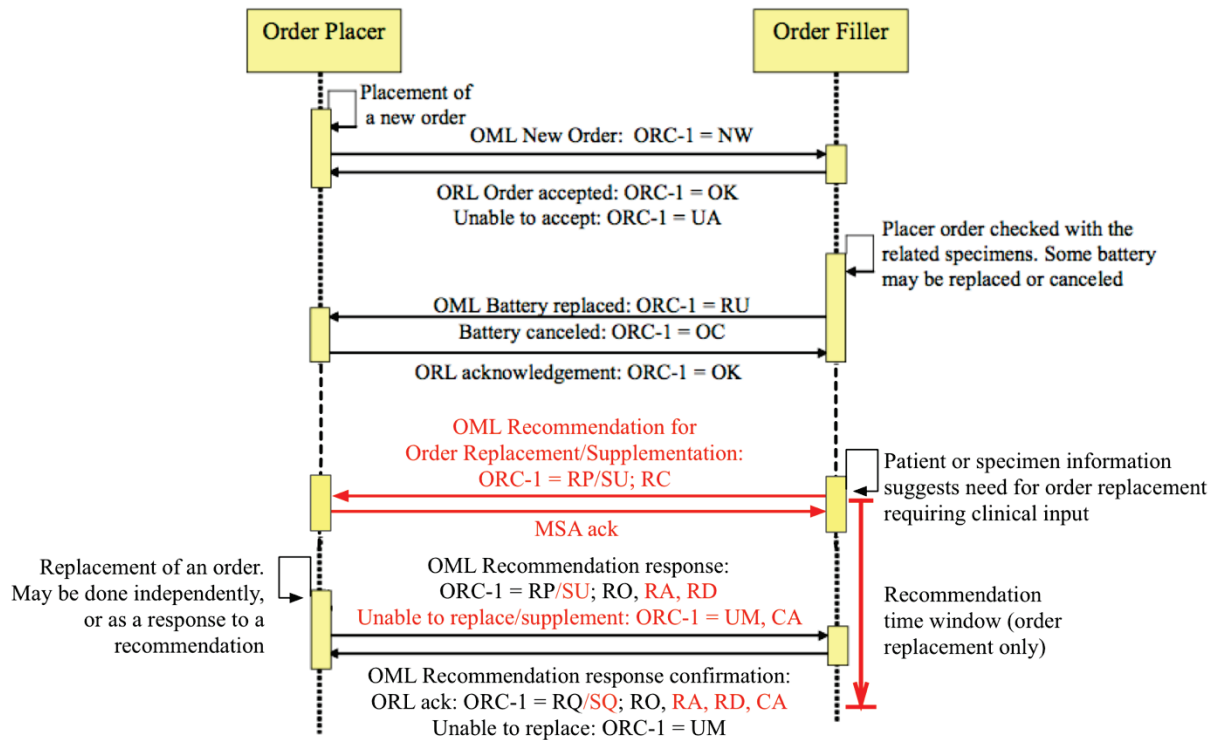 Order Placer
Order Filler
Placement of
a new order
OML New Order:  ORC-1 = NW
ORL Order accepted: ORC-1 = OK
Unable to accept: ORC-1 = UA
Placer order checked with the
related specimens. Some battery
may be replaced or canceled
OML Battery replaced: ORC-1 = RU
Battery canceled: ORC-1 = OC
ORL acknowledgement: ORC-1 = OK
OML Recommendation for
Order Replacement/Supplementation:
ORC-1 = RP/SU; RC
Patient or specimen information
suggests need for order replacement
requiring clinical input
MSA ack
Replacement of an order.
May be done independently,
or as a response to a
recommendation
OML Recommendation response:
ORC-1 = RP/SU; RO, RA, RD
Unable to replace/supplement: ORC-1 = UM, CA
Recommendation
time window (order
replacement only)
OML Recommendation response confirmation:
ORL ack: ORC-1 = RQ/SQ; RO, RA, RD, CA
Unable to replace: ORC-1 = UM